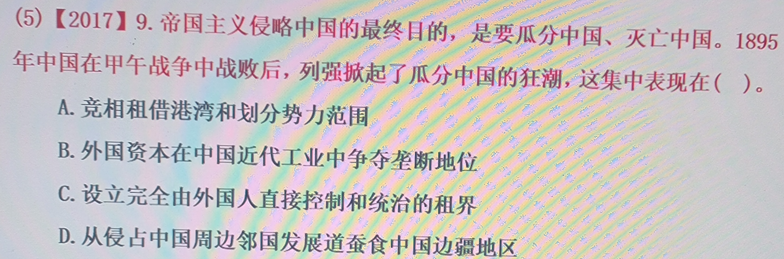 (5)【2017】9.帝国主义侵略中国的最终目的，是要瓜分中国、灭亡中国。1895
年中国在甲午战争中战败后，列强掀起了瓜分中国的狂潮，这集中表现在( )。
A.竞相租借港湾和划分势力范围
B.外国资本在中国近代工业中争夺垄断地位
C.设立完全由外国人直接控制和统治的租界
D.从侵占中国周边邻国发展道蚕食中国边疆地区